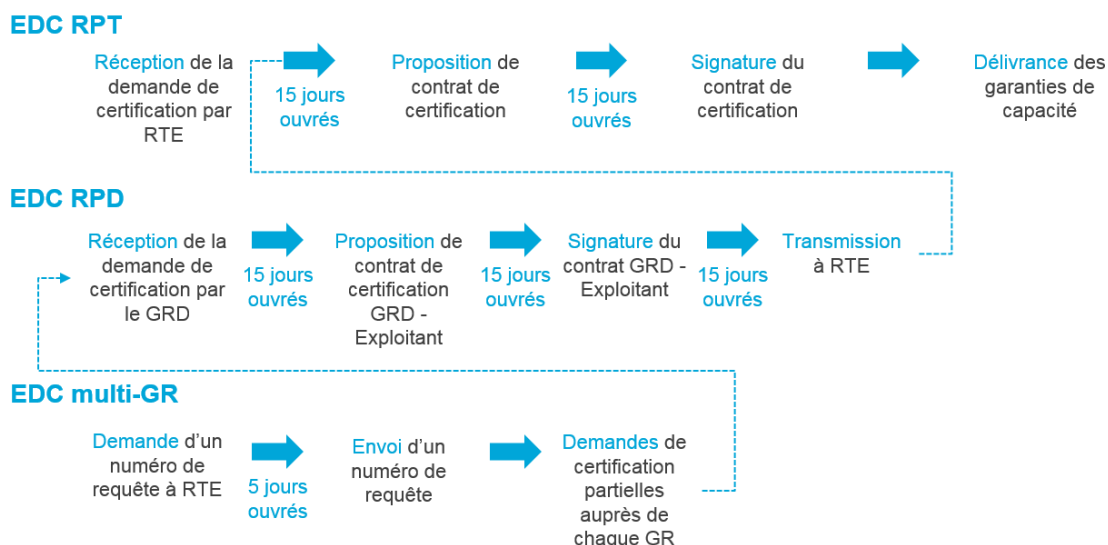 EDC RPT
Réception de la
demande de
certification par
RTE
15 jours
ouvrés
Proposition de
contrat de
certification
15 jours
ouvrés
Signature du
contrat de
certification
Délivrance des
garanties de
capacité
EDC RPD
Réception de la
demande de
certification par
le GRD
15 jours
ouvrés
Proposition de
contrat de
certification
GRD -
Exploitant
15 jours
ouvrés
Signature du
contrat GRD -
Exploitant
15 jours
ouvrés
Transmission
à RTE
EDC multi-GR
Demande d'un
numéro de
requête à RTE
5 jours
ouvrés
Envoi d'un
numéro de
requête
Demandes de
certification
partielles
auprès de
chaque GR